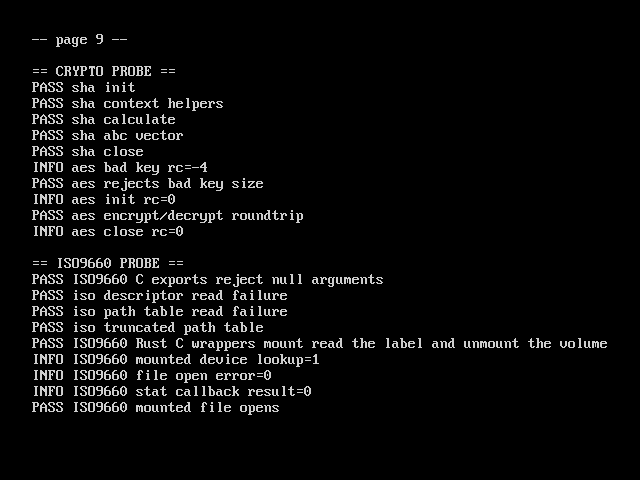 -- page 9 --
== CRYPTO PROBE ==
PASS sha init
PASS sha context helpers
PASS sha calculate
PASS sha abc vector
PASS sha close
INFO aes bad key rc=-4
PASS aes rejects bad key size
INFO aes init rc=0
PASS aes encrypt/decrypt roundtrip
INFO aes close rc=0
== ISO9660 PROBE ==
PASS ISO9660 C exports reject null arguments
PASS iso descriptor read failure
PASS iso path table read failure
PASS iso truncated path table
PASS ISO9660 Rust C wrappers mount read the label and unmount the volume
INFO ISO9660 mounted device lookup=1
INFO ISO9660 file open error=0
INFO ISO9660 stat callback result=0
PASS ISO9660 mounted file opens